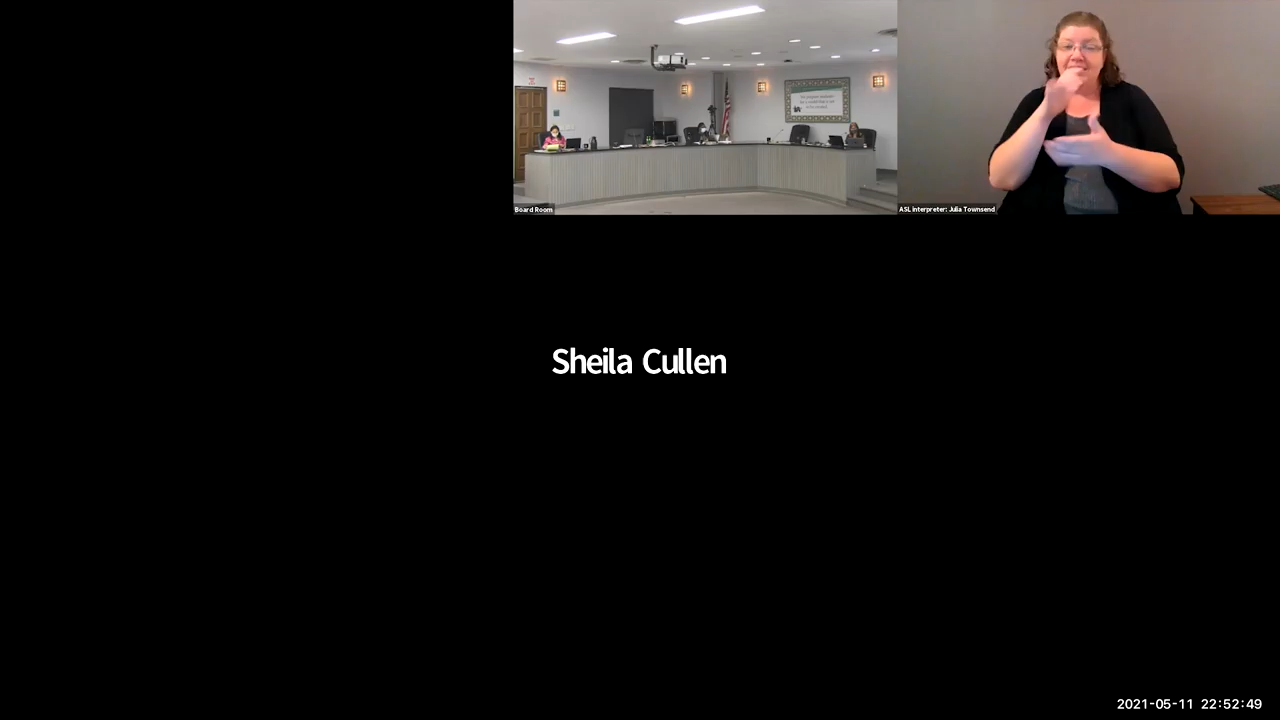 Board Room
ASL interpreter: Julia Townsend
Sheila Cullen
2021-05-11 22:52:49